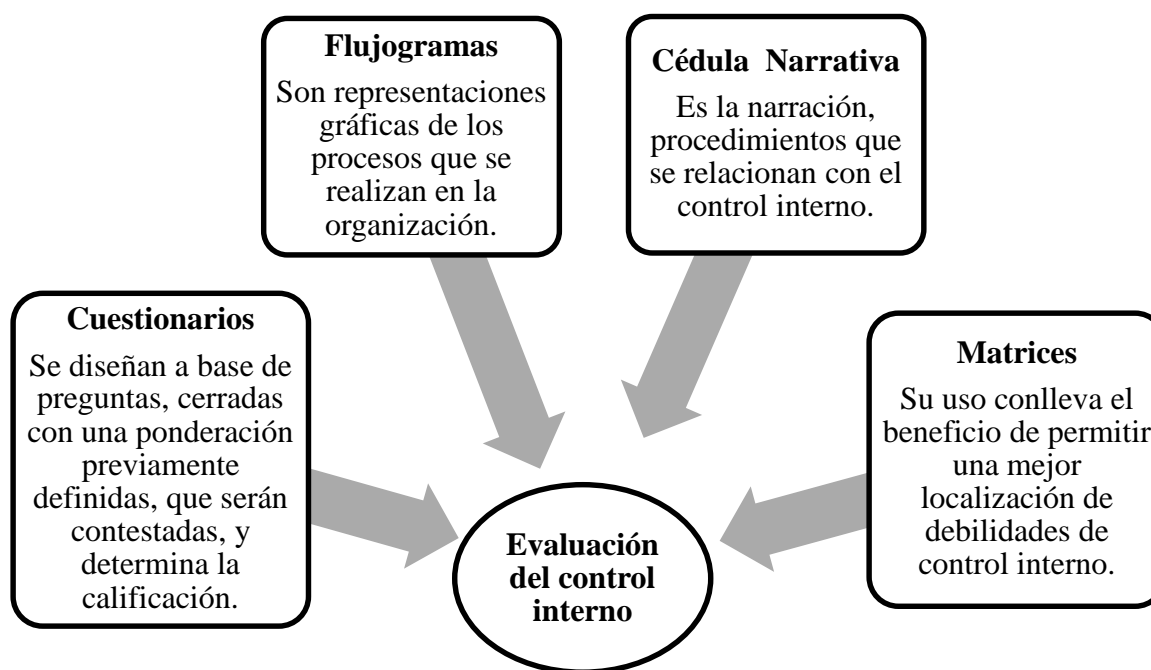 Flujogramas
Son representaciones
gráficas de los
procesos que se
realizan en la
organización.
Cédula Narrativa
Es la narración,
procedimientos que
se relacionan con el
control interno.
Cuestionarios
Se diseñan a base de
preguntas, cerradas
con una ponderación
previamente
definidas, que serán
contestadas, y
determina la
calificación.
Matrices
Su uso conlleva el
beneficio de permitir
una mejor
localización de
debilidades de
control interno.
Evaluación
del control
interno